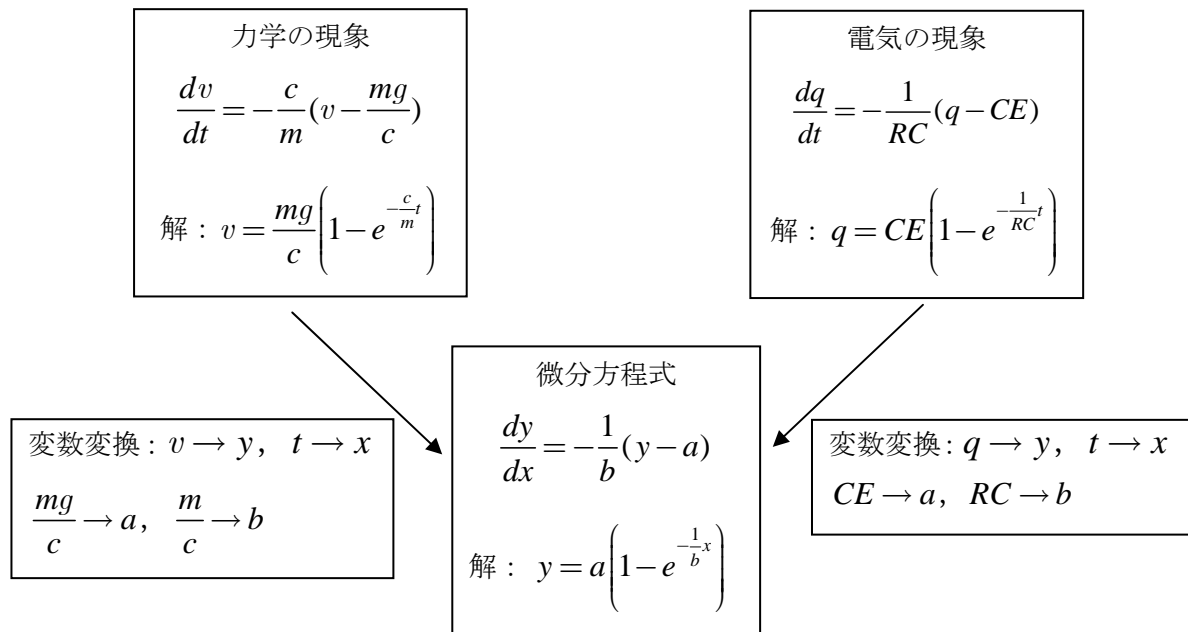 力学の現象
dv/dt = −c/m (v − mg/c)
解：v = mg/c (1 − e^{−(c/m)t})
電気の現象
dq/dt = −1/RC (q − CE)
解：q = CE (1 − e^{−(1/RC)t})
微分方程式
dy/dx = −1/b (y − a)
解： y = a (1 − e^{−(1/b)x})
変数変換：v → y, t → x
mg/c → a, m/c → b
変数変換：q → y, t → x
CE → a, RC → b